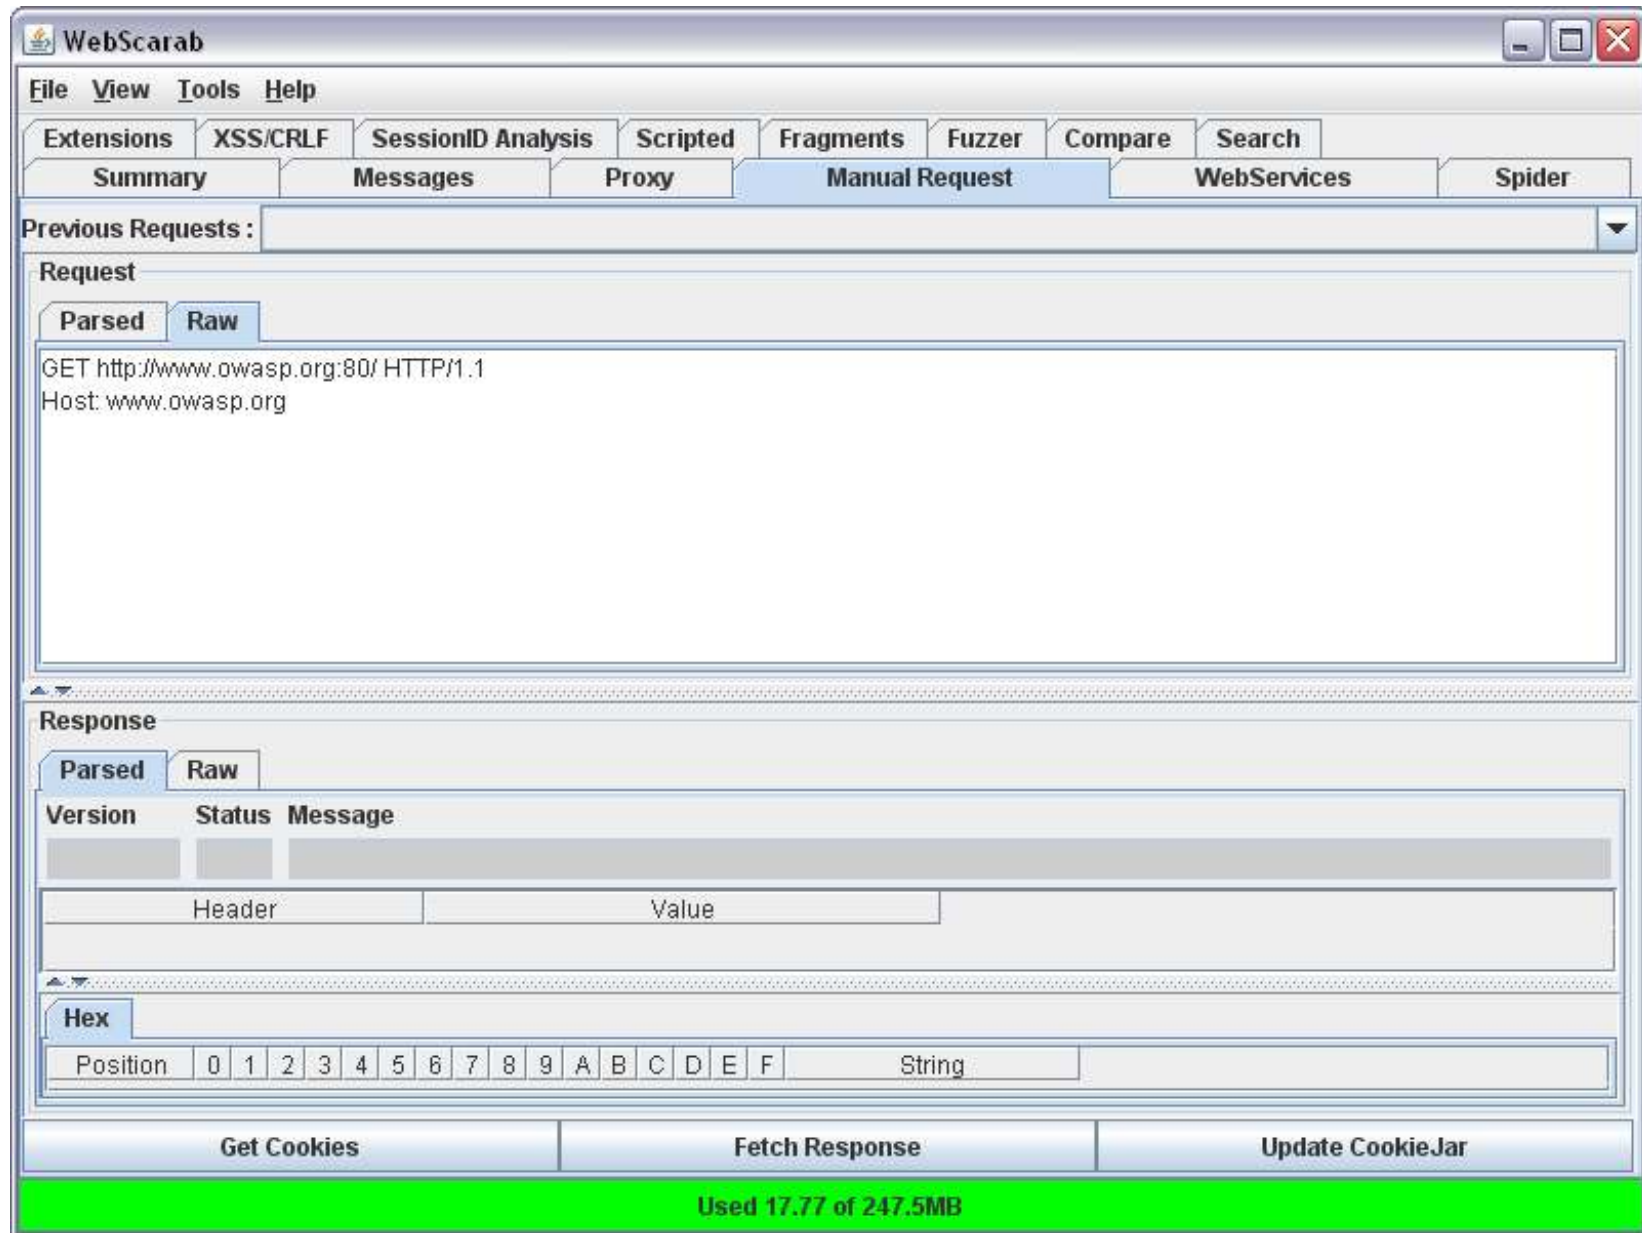 WebScarab
File View Tools Help
Extensions XSS/CRLF SessionID Analysis Scripted Fragments Fuzzer Compare Search
Summary Messages Proxy Manual Request WebServices Spider
Previous Requests :
Request
Parsed Raw
GET http://www.owasp.org:80/ HTTP/1.1
Host: www.owasp.org
Response
Parsed Raw
Version Status Message
Header Value
Hex
Position 0 1 2 3 4 5 6 7 8 9 A B C D E F String
Get Cookies Fetch Response Update CookieJar
Used 17.77 of 247.5MB